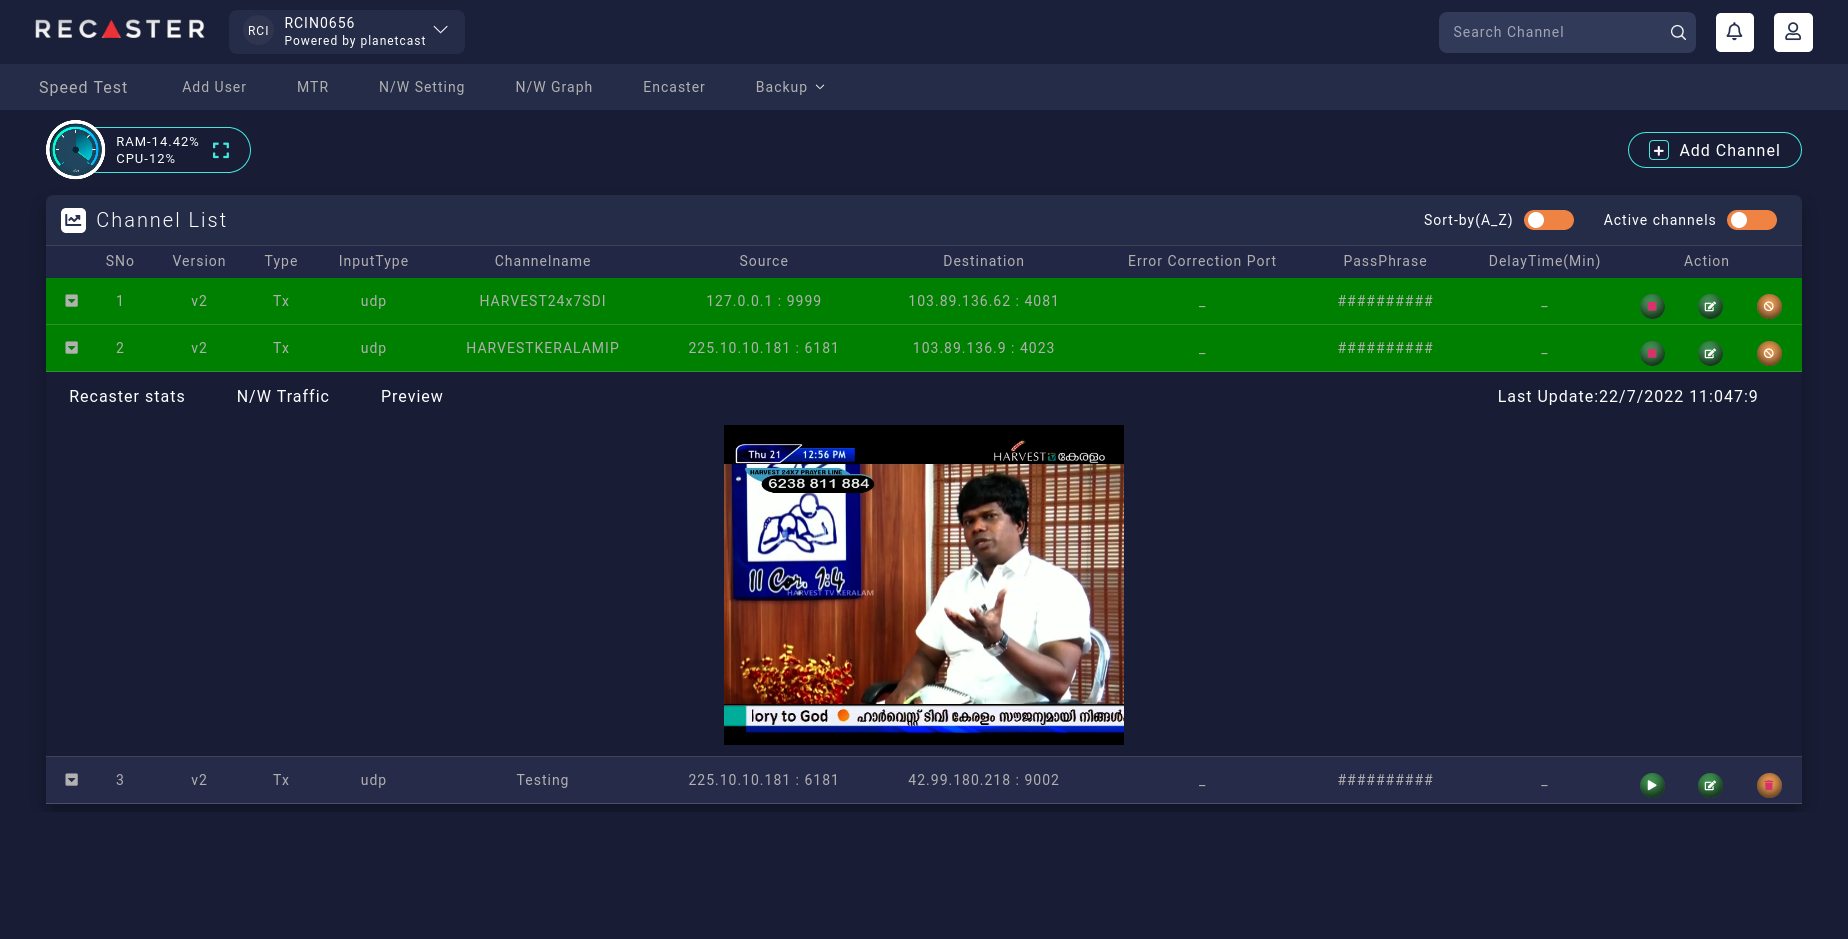 RECASTER
RCI
RCIN0656
Powered by planetcast
Search Channel
Speed Test Add User MTR N/W Setting N/W Graph Encaster Backup
RAM-14.42%
CPU-12%
Add Channel
Channel List Sort-by(A_Z) Active channels
SNo Version Type InputType Channelname Source Destination Error Correction Port PassPhrase DelayTime(Min) Action
1 v2 Tx udp HARVEST24x7SDI 127.0.0.1 : 9999 103.89.136.62 : 4081 _ ########## _
2 v2 Tx udp HARVESTKERALAMIP 225.10.10.181 : 6181 103.89.136.9 : 4023 _ ########## _
Recaster stats N/W Traffic Preview Last Update:22/7/2022 11:047:9
Thu 21 12:56 PM
HARVEST കേരളം
HARVEST 24X7 PRAYER LINE
6238 811 884
II Cor. 1:4
HARVEST TV KERALAM
lory to God ഹാർവെസ്റ്റ് ടിവി കേരളം സൗജന്യമായി നിങ്ങൾ
3 v2 Tx udp Testing 225.10.10.181 : 6181 42.99.180.218 : 9002 _ ########## _